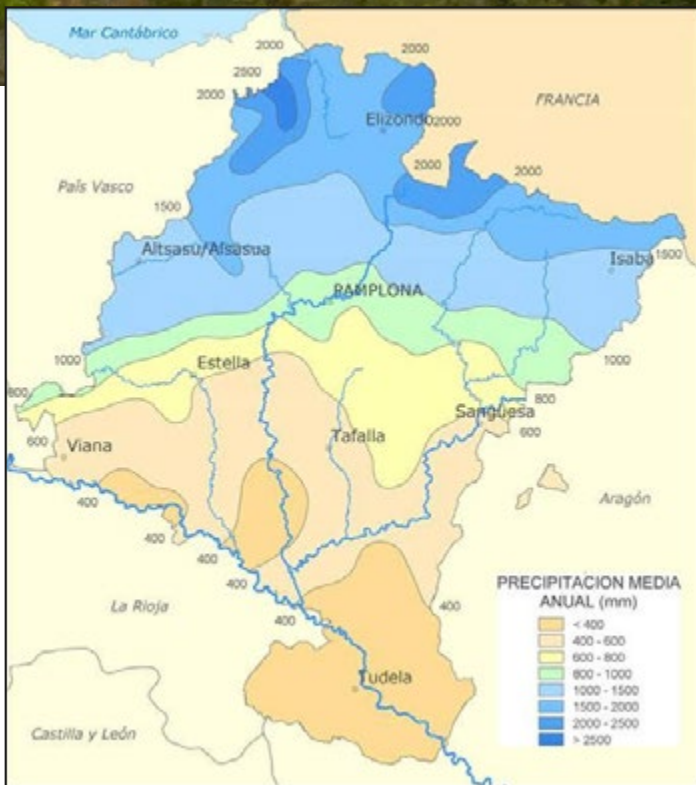 Mar Cantábrico
2000
2500
2000
2000
FRANCIA
Elizondo
2000
2000
2000
País Vasco
1500
Altsasu/Alsasua
Isaba
1500
PAMPLONA
1000
1000
Estella
800
800
Sangüesa
600
600
Viana
Tafalla
400
Aragón
400
400
400
PRECIPITACION MEDIA
ANUAL (mm)
< 400
400 - 600
600 - 800
800 - 1000
1000 - 1500
1500 - 2000
2000 - 2500
> 2500
La Rioja
400
400
Tudela
Castilla y León